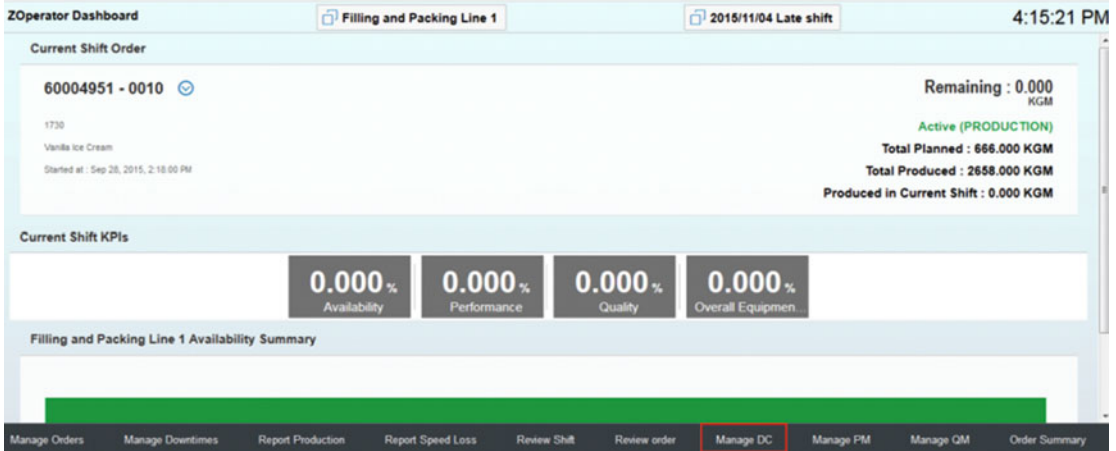 ZOperator Dashboard
Filling and Packing Line 1
2015/11/04 Late shift
4:15:21 PM
Current Shift Order
60004951 - 0010
Remaining : 0.000
KGM
1730
Active (PRODUCTION)
Vanilla Ice Cream
Total Planned : 666.000 KGM
Started at : Sep 28, 2015, 2:18:00 PM
Total Produced : 2658.000 KGM
Produced in Current Shift : 0.000 KGM
Current Shift KPIs
0.000 %
Availability
0.000 %
Performance
0.000 %
Quality
0.000 %
Overall Equipmen...
Filling and Packing Line 1 Availability Summary
Manage Orders
Manage Downtimes
Report Production
Report Speed Loss
Review Shift
Review order
Manage DC
Manage PM
Manage QM
Order Summary